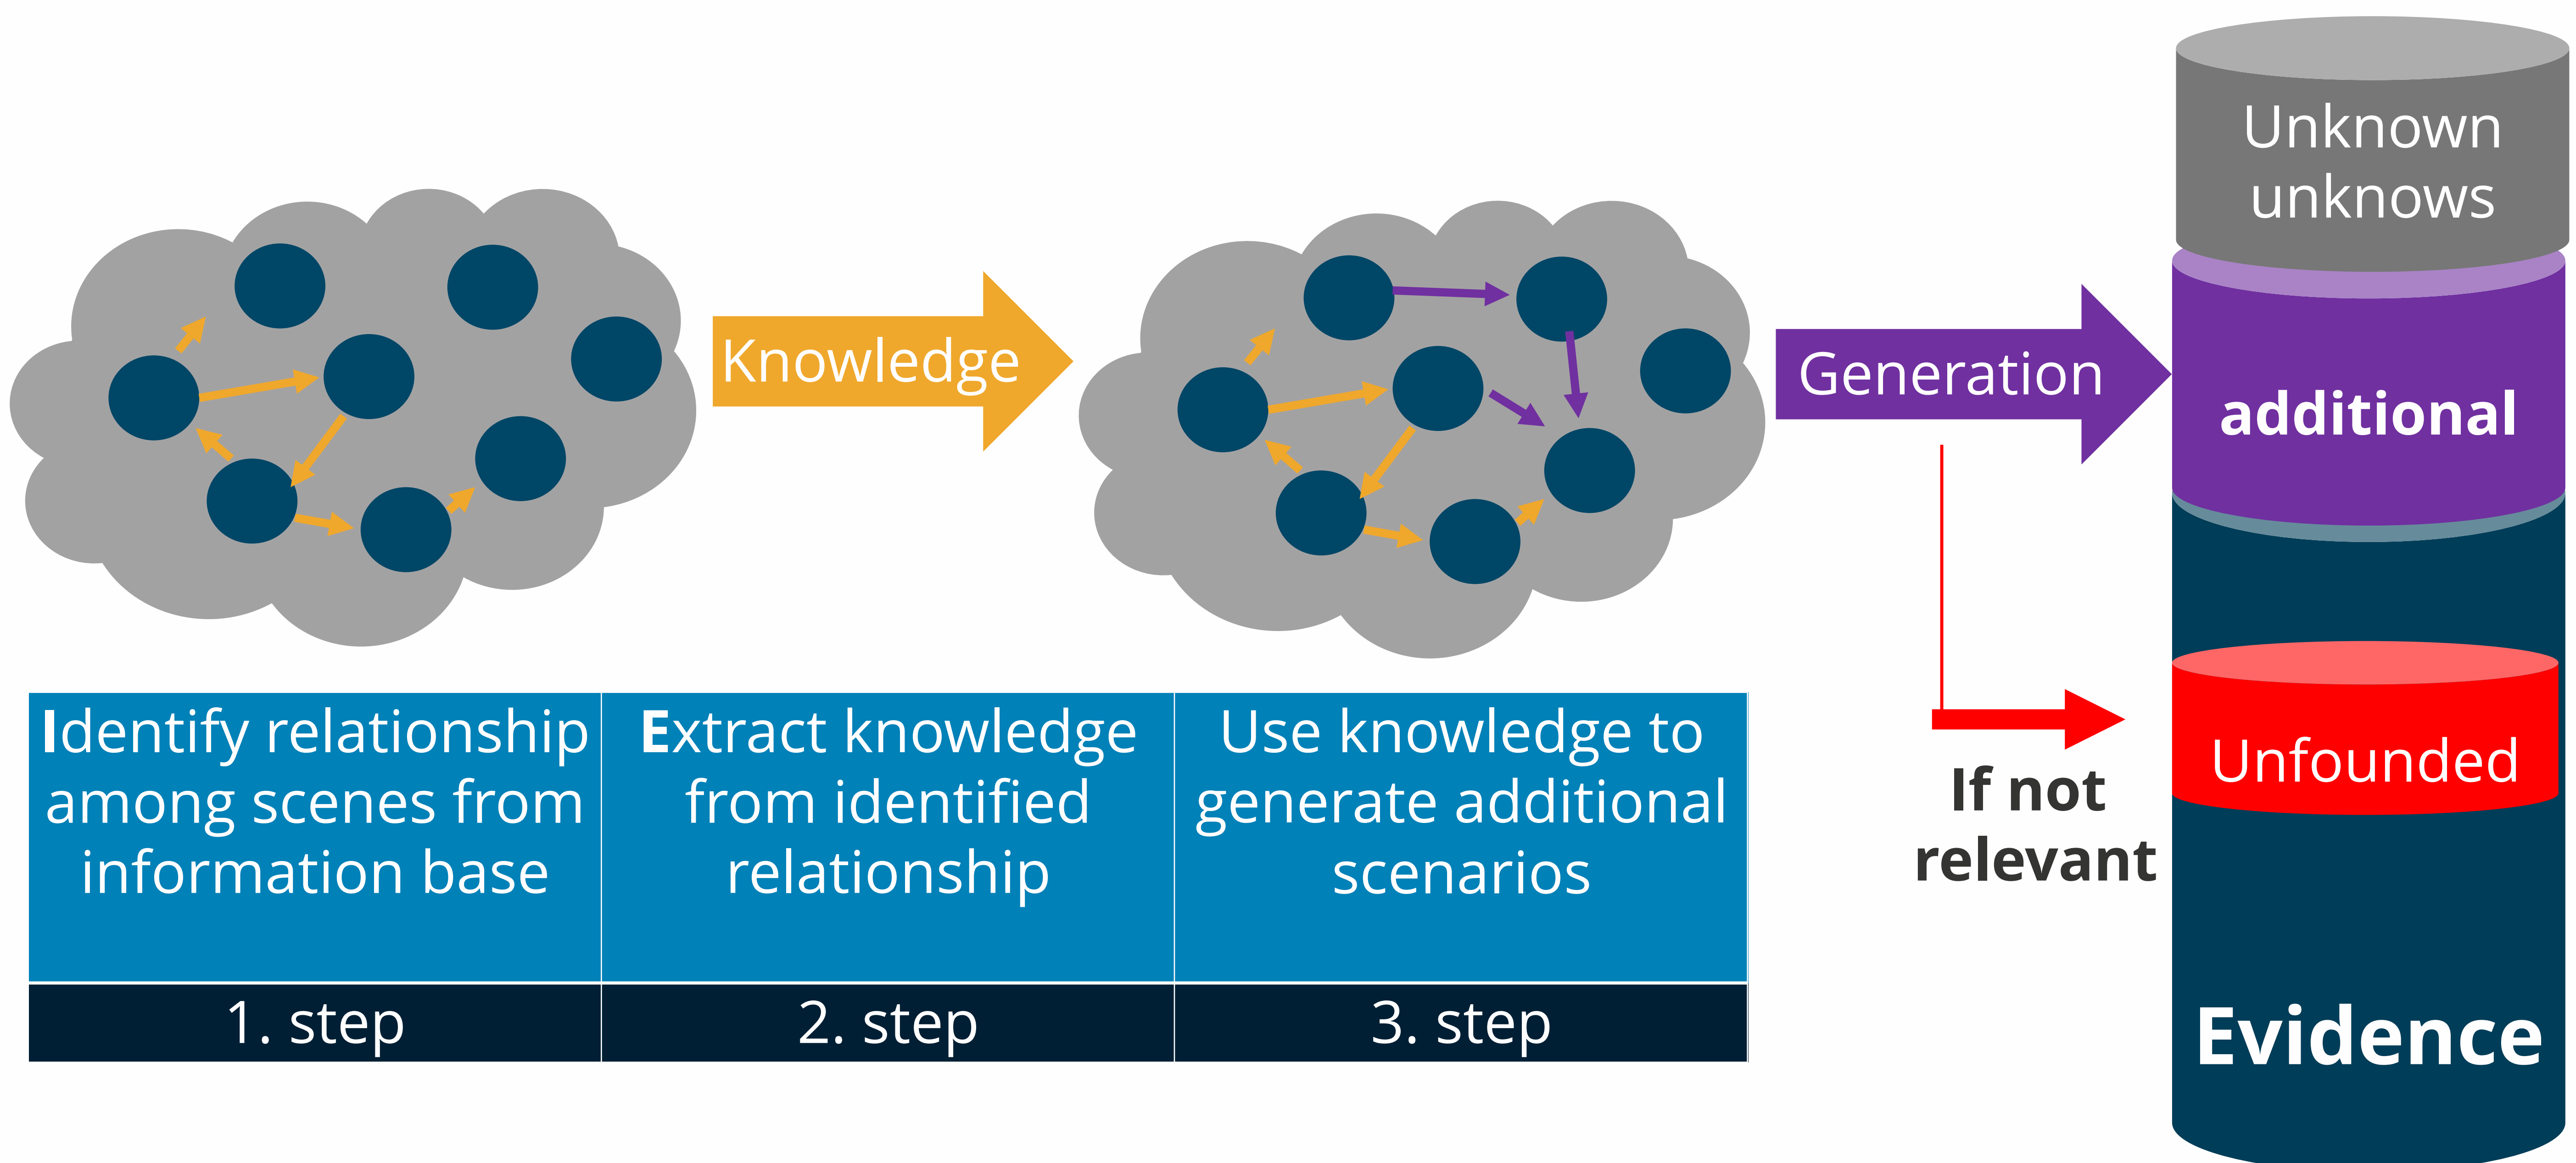 Unknown
unknows
Knowledge
Generation
additional
Identify relationship
among scenes from
information base
Extract knowledge
from identified
relationship
Use knowledge to
generate additional
scenarios
1. step
2. step
3. step
If not
relevant
Unfounded
Evidence